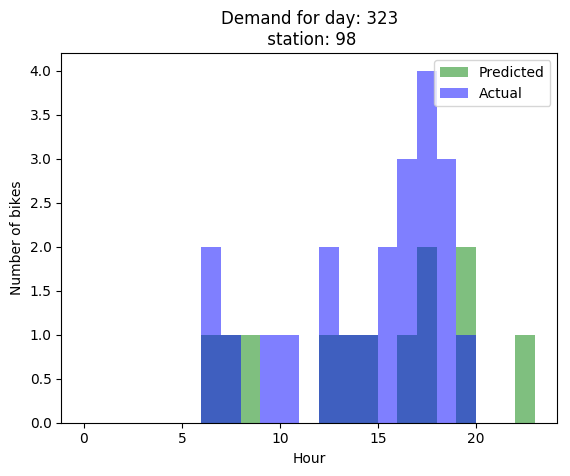 Demand for day: 323
station: 98
Predicted
Actual
Number of bikes
4.0
3.5
3.0
2.5
2.0
1.5
1.0
0.5
0.0
0 5 10 15 20
Hour